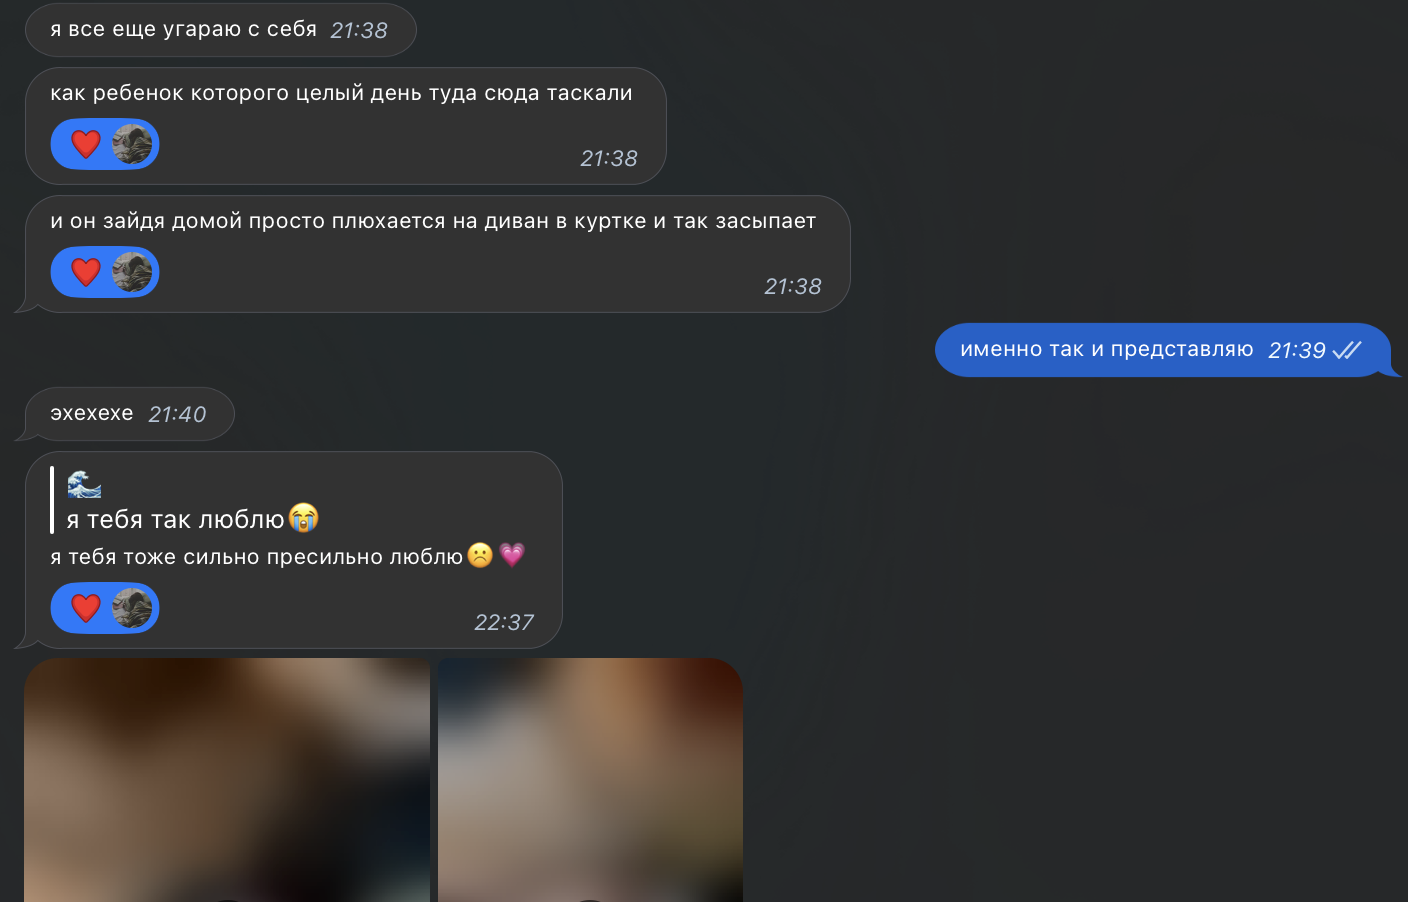 я все еще угараю с себя 21:38
как ребенок которого целый день туда сюда таскали
21:38
и он зайдя домой просто плюхается на диван в куртке и так засыпает
21:38
именно так и представляю 21:39
эхехехе 21:40
🌊
я тебя так люблю😭
я тебя тоже сильно пресильно люблю☹️💗
22:37